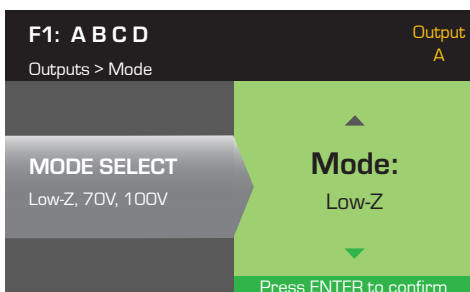 F1: A B C D
Output
A
Outputs > Mode
MODE SELECT
Low-Z, 70V, 100V
Mode:
Low-Z
Press ENTER to confirm